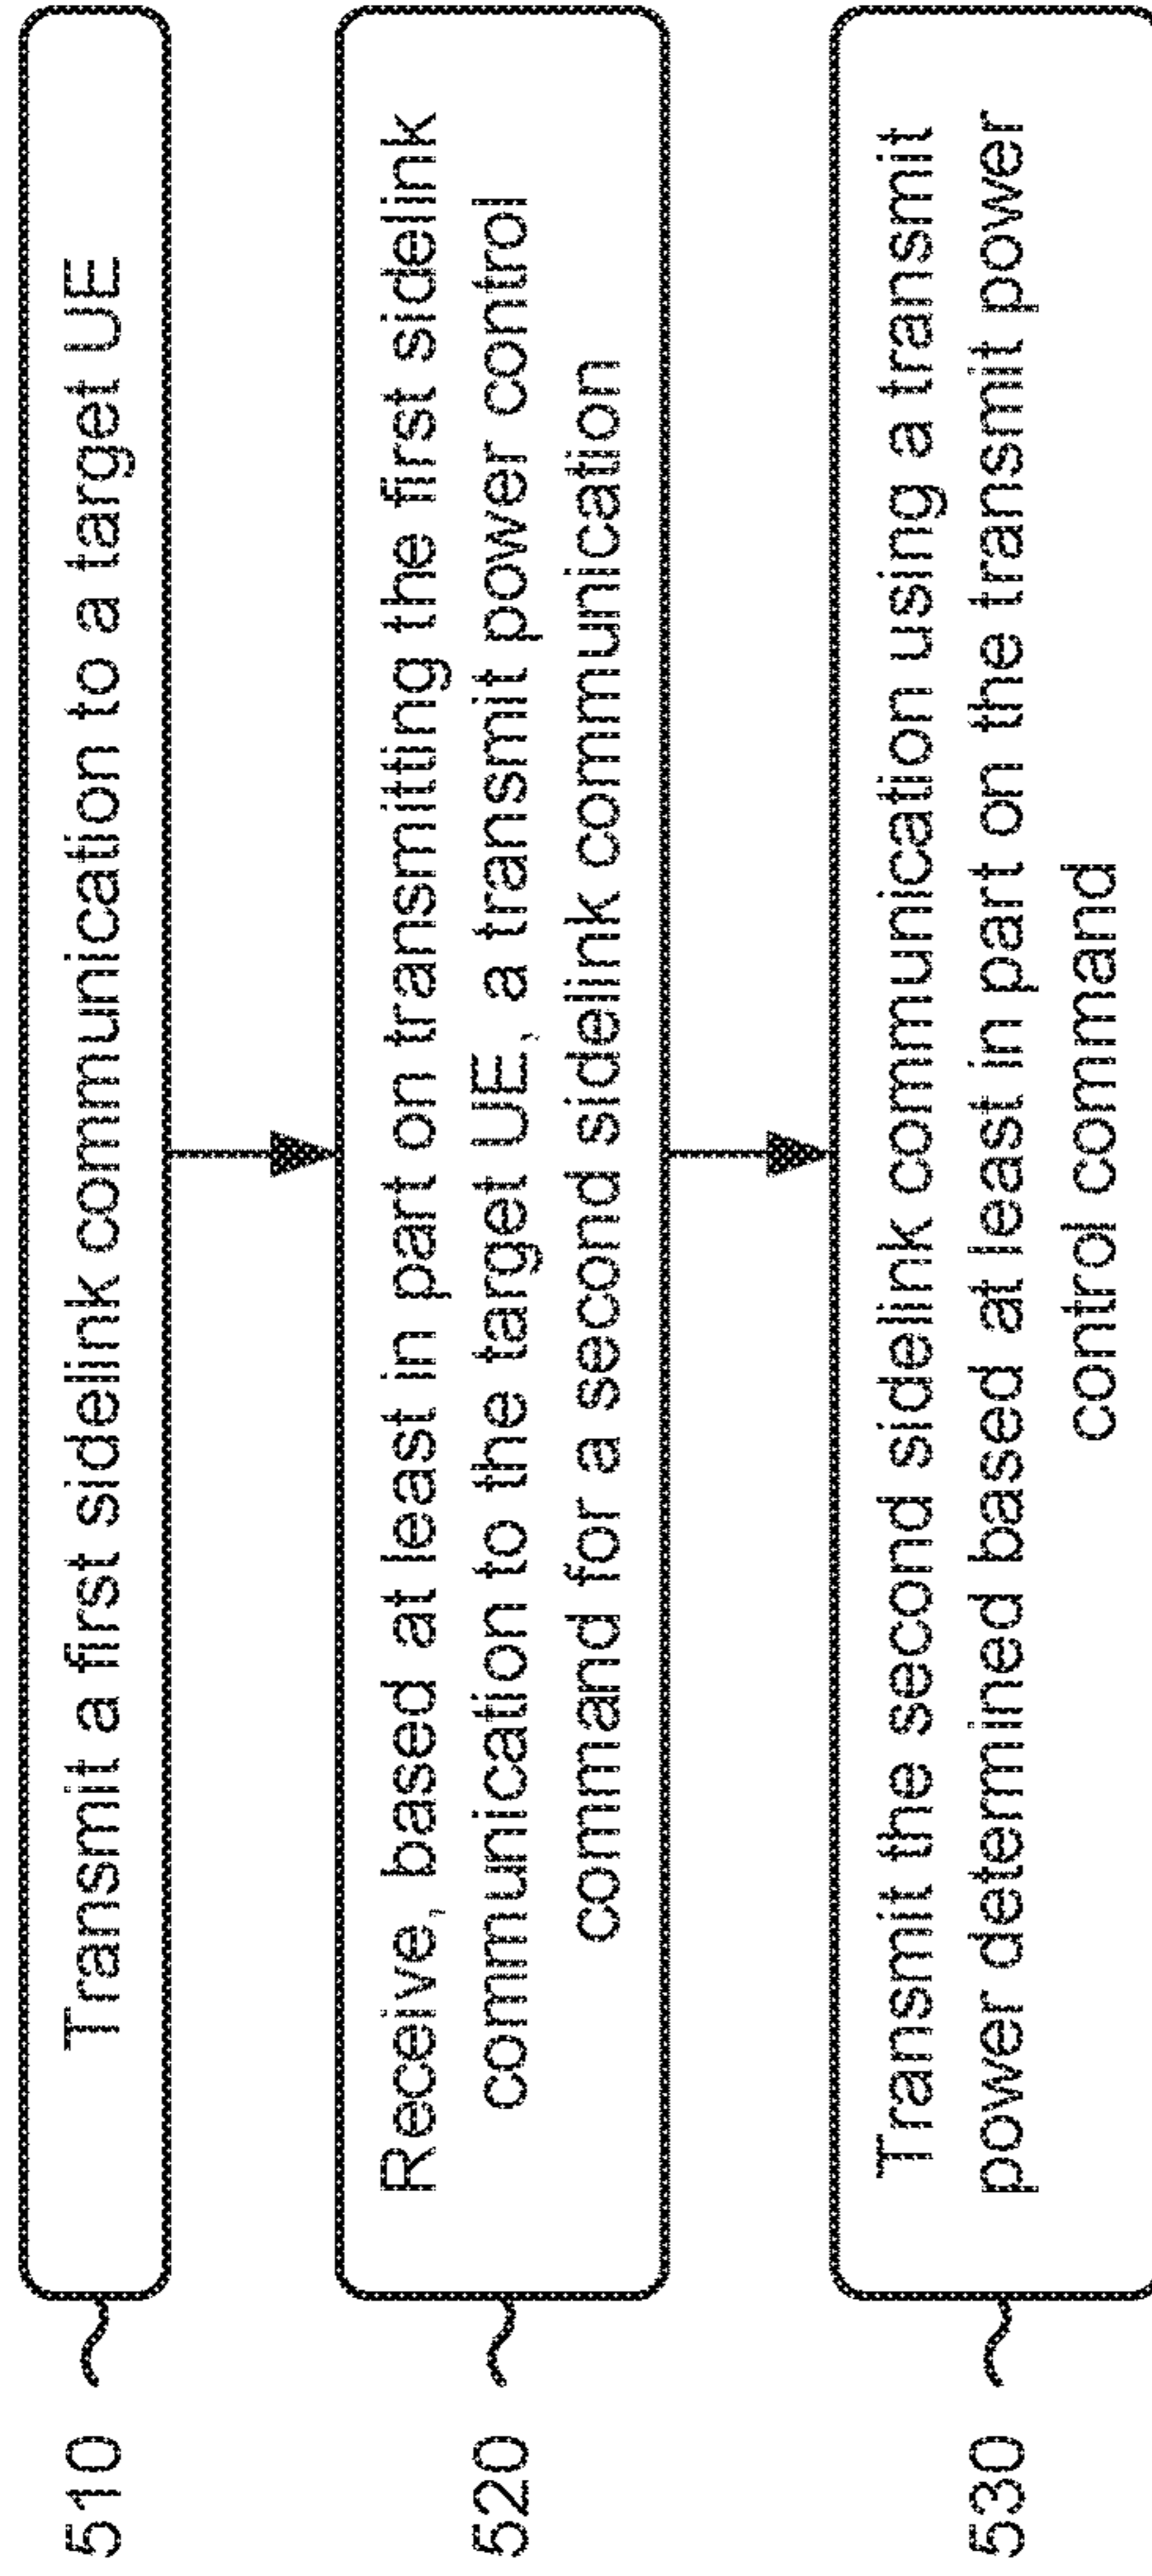 510
Transmit a first sidelink communication to a target UE
520
Receive, based at least in part on transmitting the first sidelink
communication to the target UE, a transmit power control
command for a second sidelink communication
530
Transmit the second sidelink communication using a transmit
power determined based at least in part on the transmit power
control command